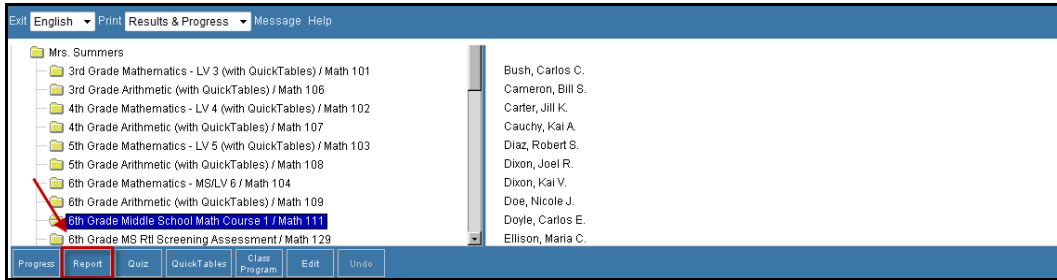 Exit English Print Results & Progress Message Help
Mrs. Summers
3rd Grade Mathematics - LV 3 (with QuickTables) / Math 101
3rd Grade Arithmetic (with QuickTables) / Math 106
4th Grade Mathematics - LV 4 (with QuickTables) / Math 102
4th Grade Arithmetic (with QuickTables) / Math 107
5th Grade Mathematics - LV 5 (with QuickTables) / Math 103
5th Grade Arithmetic (with QuickTables) / Math 108
6th Grade Mathematics - MS/LV 6 / Math 104
6th Grade Arithmetic (with QuickTables) / Math 109
6th Grade Middle School Math Course 1 / Math 111
6th Grade MS RtI Screening Assessment / Math 129
Bush, Carlos C.
Cameron, Bill S.
Carter, Jill K.
Cauchy, Kai A.
Diaz, Robert S.
Dixon, Joel R.
Dixon, Kai V.
Doe, Nicole J.
Doyle, Carlos E.
Ellison, Maria C.
Progress Report Quiz QuickTables Class Program Edit Undo